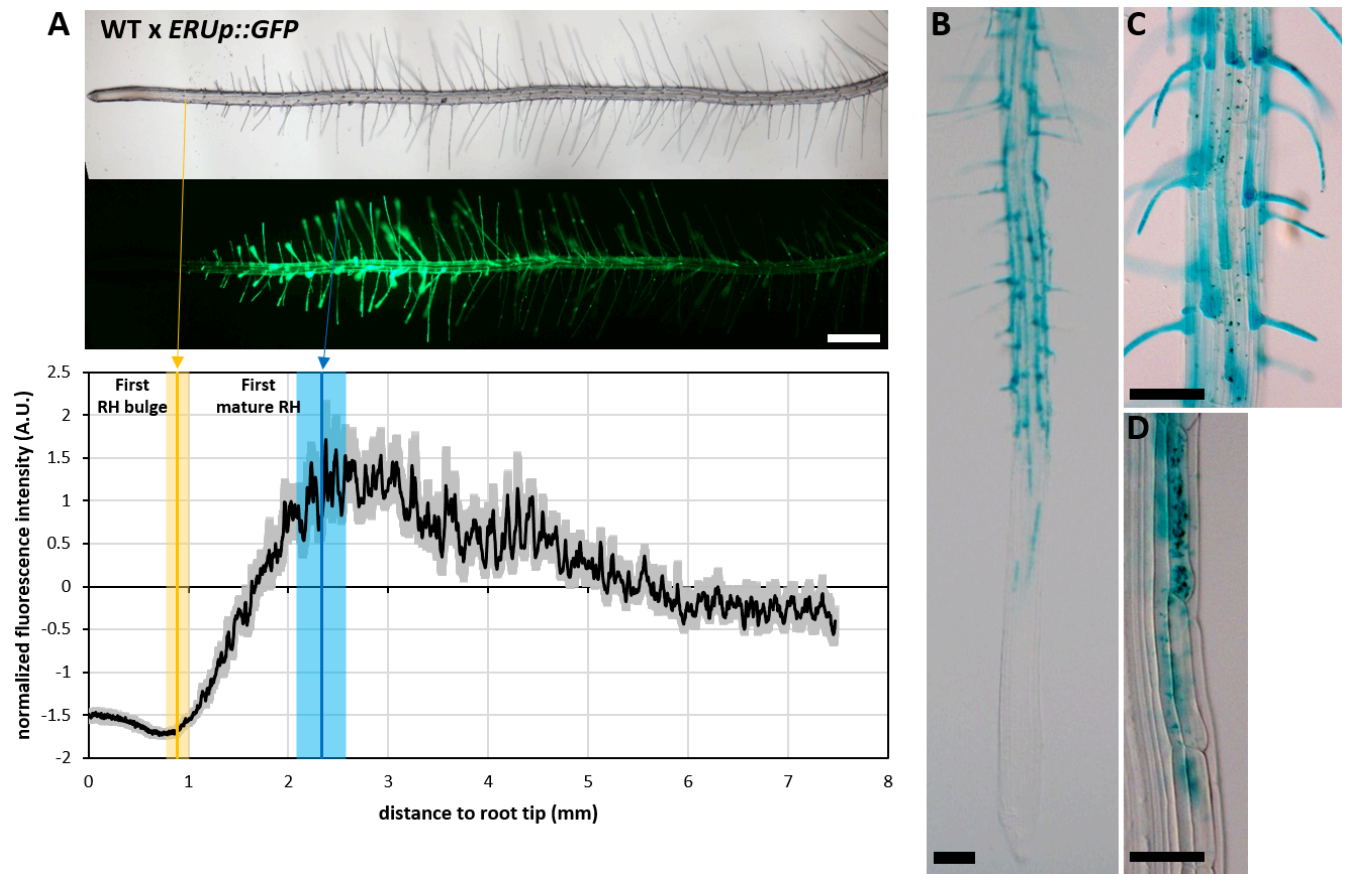 A
WT x ERUp::GFP
B
C
D
First
RH bulge
First
mature RH
normalized fluorescence intensity (A.U.)
2.5
2
1.5
1
0.5
0
-0.5
-1
-1.5
-2
0 1 2 3 4 5 6 7 8
distance to root tip (mm)